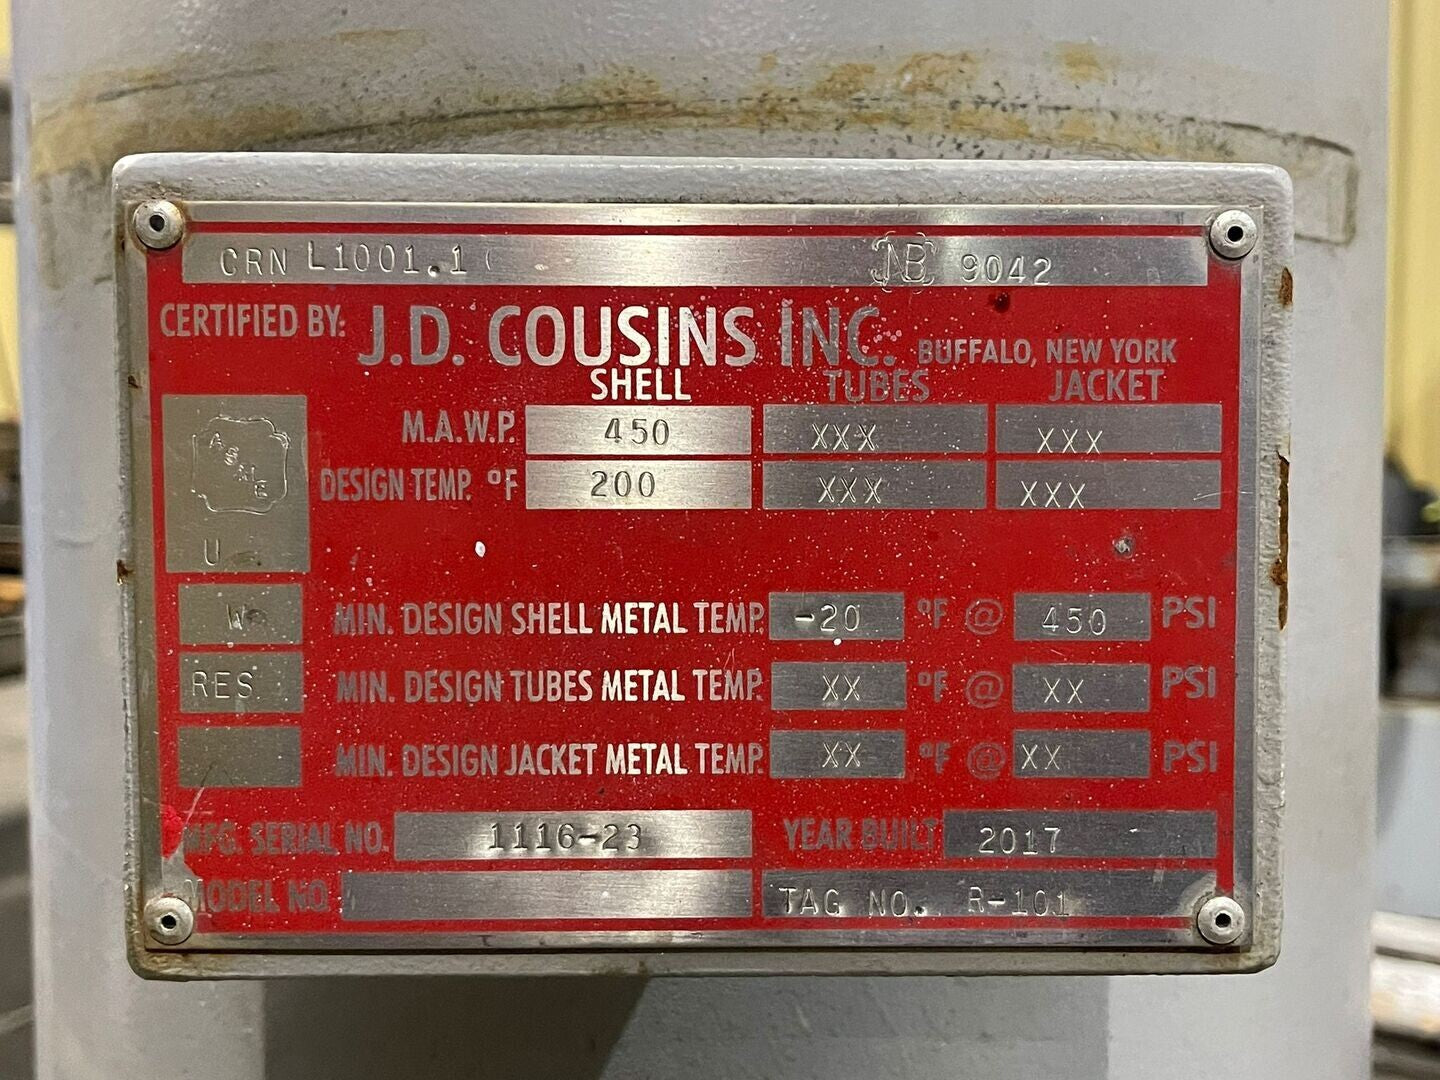 CRN L1001.1 NB 9042
CERTIFIED BY: J.D. COUSINS INC. BUFFALO, NEW YORK
SHELL TUBES JACKET
M.A.W.P. 450 XXX XXX
DESIGN TEMP. °F 200 XXX XXX
ASME
U
W MIN. DESIGN SHELL METAL TEMP. -20 °F @ 450 PSI
RES. MIN. DESIGN TUBES METAL TEMP. XX °F @ XX PSI
MIN. DESIGN JACKET METAL TEMP. XX °F @ XX PSI
MFG. SERIAL NO. 1116-23 YEAR BUILT 2017
MODEL NO. TAG NO. R-101